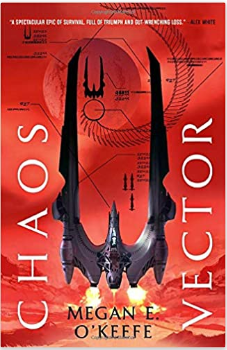 "A SPECTACULAR EPIC OF SURVIVAL, FULL OF TRIUMPH AND GUT-WRENCHING LOSS." —ALEX WHITE
CHAOS
VECTOR
MEGAN E.
O'KEEFE